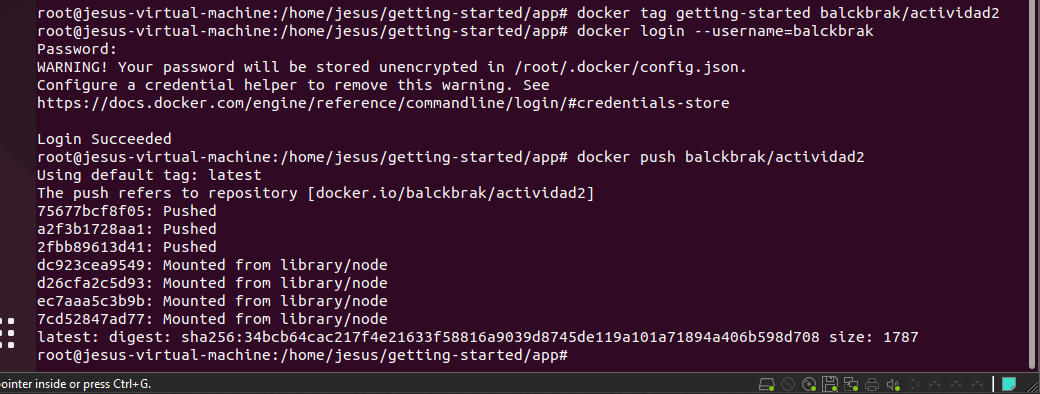 root@jesus-virtual-machine:/home/jesus/getting-started/app# docker tag getting-started balckbrak/actividad2
root@jesus-virtual-machine:/home/jesus/getting-started/app# docker login --username=balckbrak
Password:
WARNING! Your password will be stored unencrypted in /root/.docker/config.json.
Configure a credential helper to remove this warning. See
https://docs.docker.com/engine/reference/commandline/login/#credentials-store
Login Succeeded
root@jesus-virtual-machine:/home/jesus/getting-started/app# docker push balckbrak/actividad2
Using default tag: latest
The push refers to repository [docker.io/balckbrak/actividad2]
75677bcf8f05: Pushed
a2f3b1728aa1: Pushed
2fbb89613d41: Pushed
dc923cea9549: Mounted from library/node
d26cfa2c5d93: Mounted from library/node
ec7aaa5c3b9b: Mounted from library/node
7cd52847ad77: Mounted from library/node
latest: digest: sha256:34bcb64cac217f4e21633f58816a9039d8745de119a101a71894a406b598d708 size: 1787
root@jesus-virtual-machine:/home/jesus/getting-started/app#
ointer inside or press Ctrl+G.